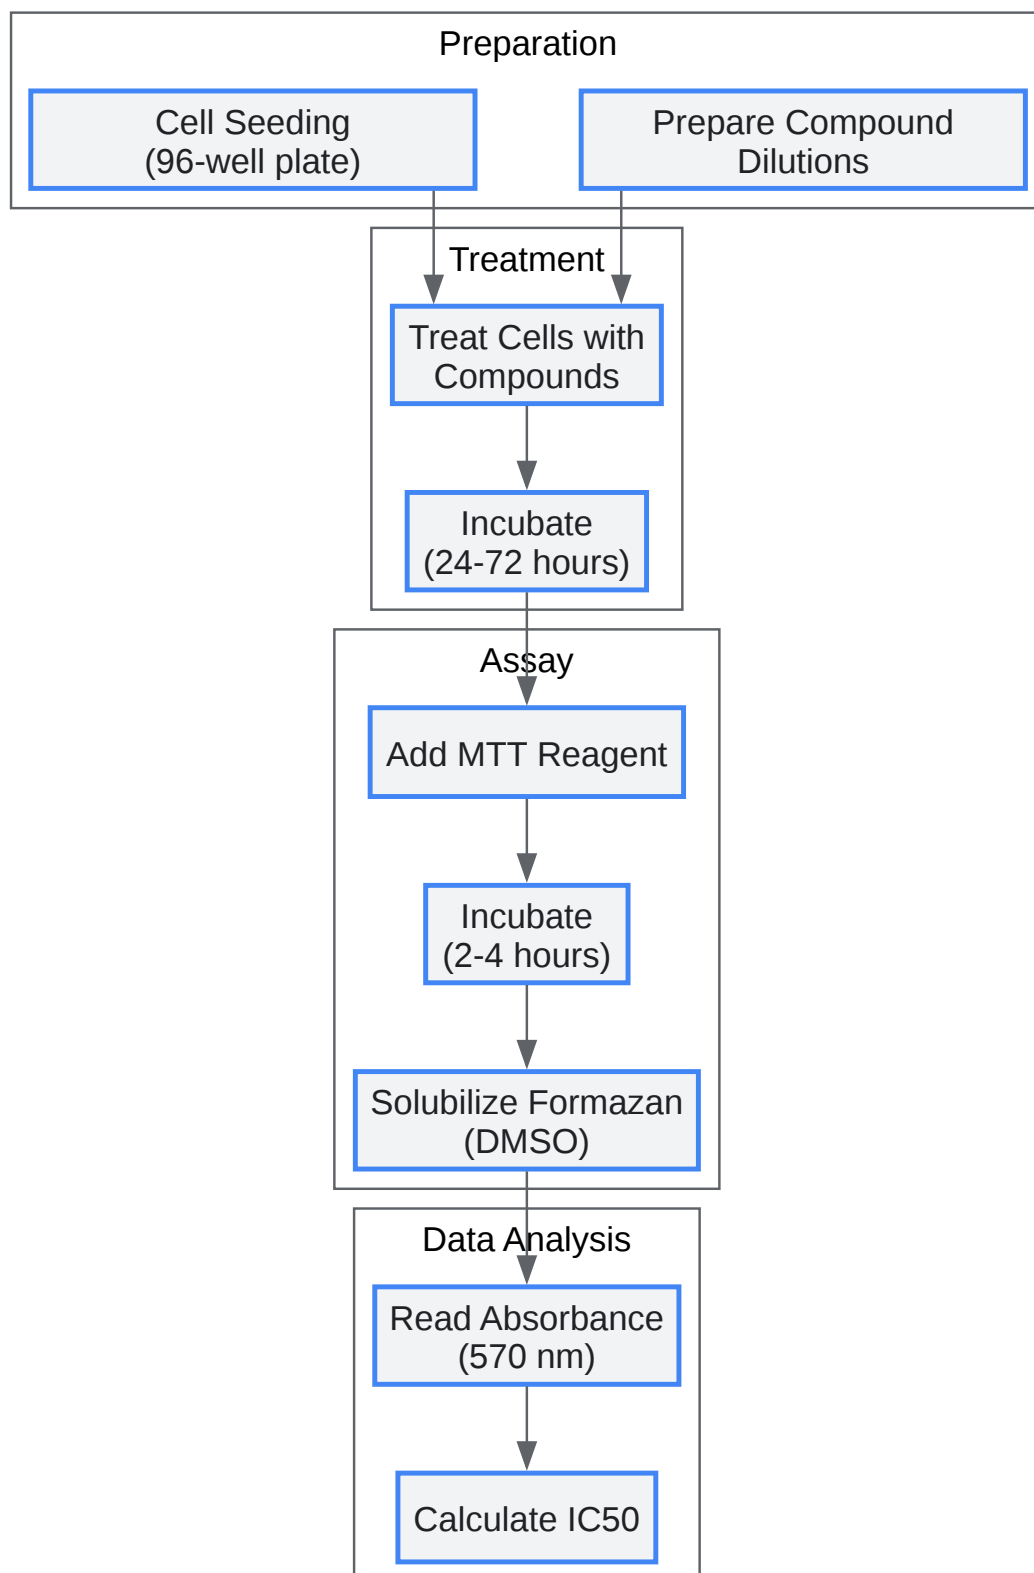 Preparation
Cell Seeding
(96-well plate)
Prepare Compound
Dilutions
Treatment
Treat Cells with
Compounds
Incubate
(24-72 hours)
Assay
Add MTT Reagent
Incubate
(2-4 hours)
Solubilize Formazan
(DMSO)
Data Analysis
Read Absorbance
(570 nm)
Calculate IC50